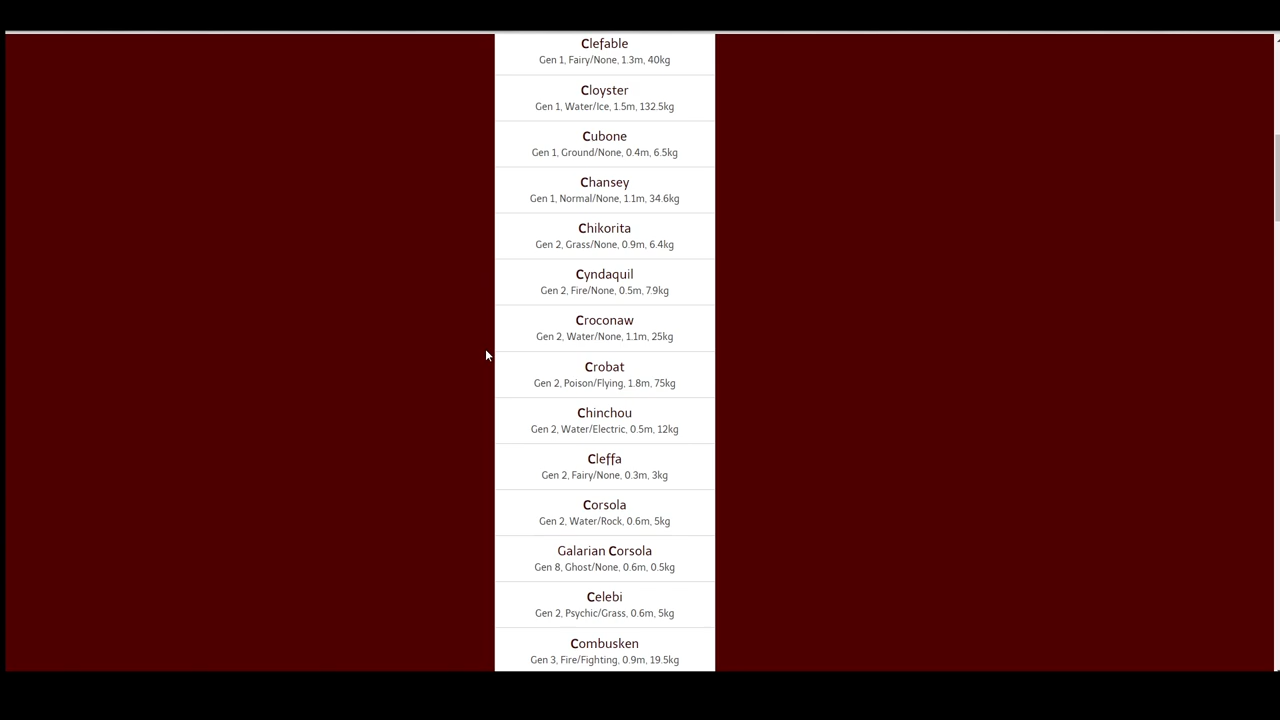 Clefable
Gen 1, Fairy/None, 1.3m, 40kg
Cloyster
Gen 1, Water/Ice, 1.5m, 132.5kg
Cubone
Gen 1, Ground/None, 0.4m, 6.5kg
Chansey
Gen 1, Normal/None, 1.1m, 34.6kg
Chikorita
Gen 2, Grass/None, 0.9m, 6.4kg
Cyndaquil
Gen 2, Fire/None, 0.5m, 7.9kg
Croconaw
Gen 2, Water/None, 1.1m, 25kg
Crobat
Gen 2, Poison/Flying, 1.8m, 75kg
Chinchou
Gen 2, Water/Electric, 0.5m, 12kg
Cleffa
Gen 2, Fairy/None, 0.3m, 3kg
Corsola
Gen 2, Water/Rock, 0.6m, 5kg
Galarian Corsola
Gen 8, Ghost/None, 0.6m, 0.5kg
Celebi
Gen 2, Psychic/Grass, 0.6m, 5kg
Combusken
Gen 3, Fire/Fighting, 0.9m, 19.5kg